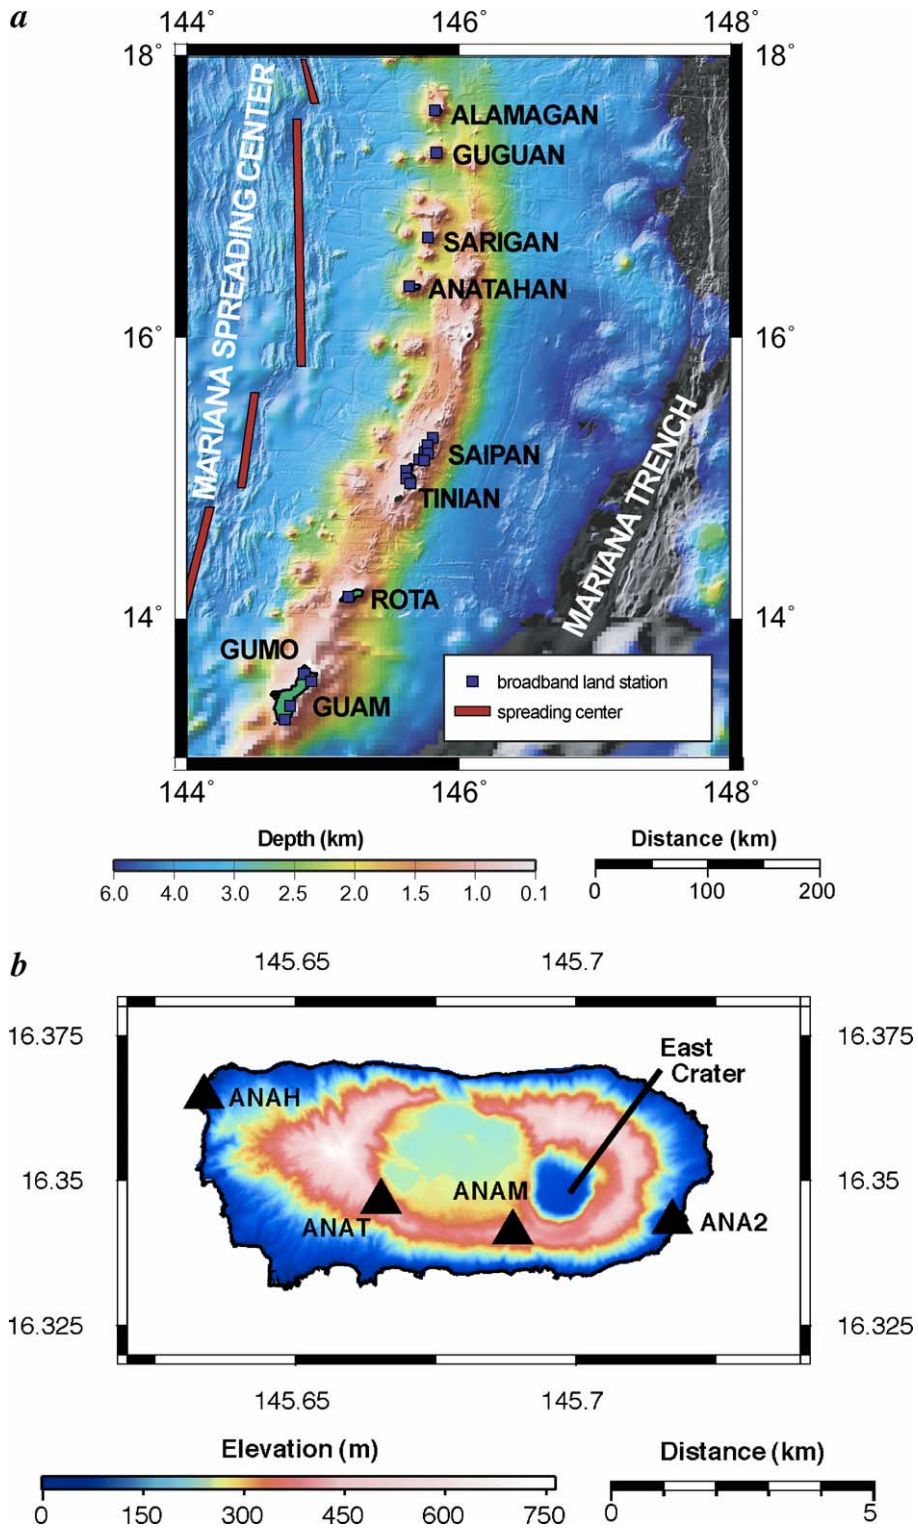 a
144° 146° 148°
18° 18°
MARIANA SPREADING CENTER
ALAMAGAN
GUGUAN
SARIGAN
ANATAHAN
16° 16°
SAIPAN
TINIAN
MARIANA TRENCH
ROTA
14° 14°
GUMO
GUAM
broadband land station
spreading center
144° 146° 148°
Depth (km) Distance (km)
6.0 4.0 3.0 2.5 2.0 1.5 1.0 0.1 0 100 200
b
145.65 145.7
16.375 16.375
East
Crater
ANAH
16.35 16.35
ANAM
ANAT ANA2
16.325 16.325
145.65 145.7
Elevation (m) Distance (km)
0 150 300 450 600 750 0 5